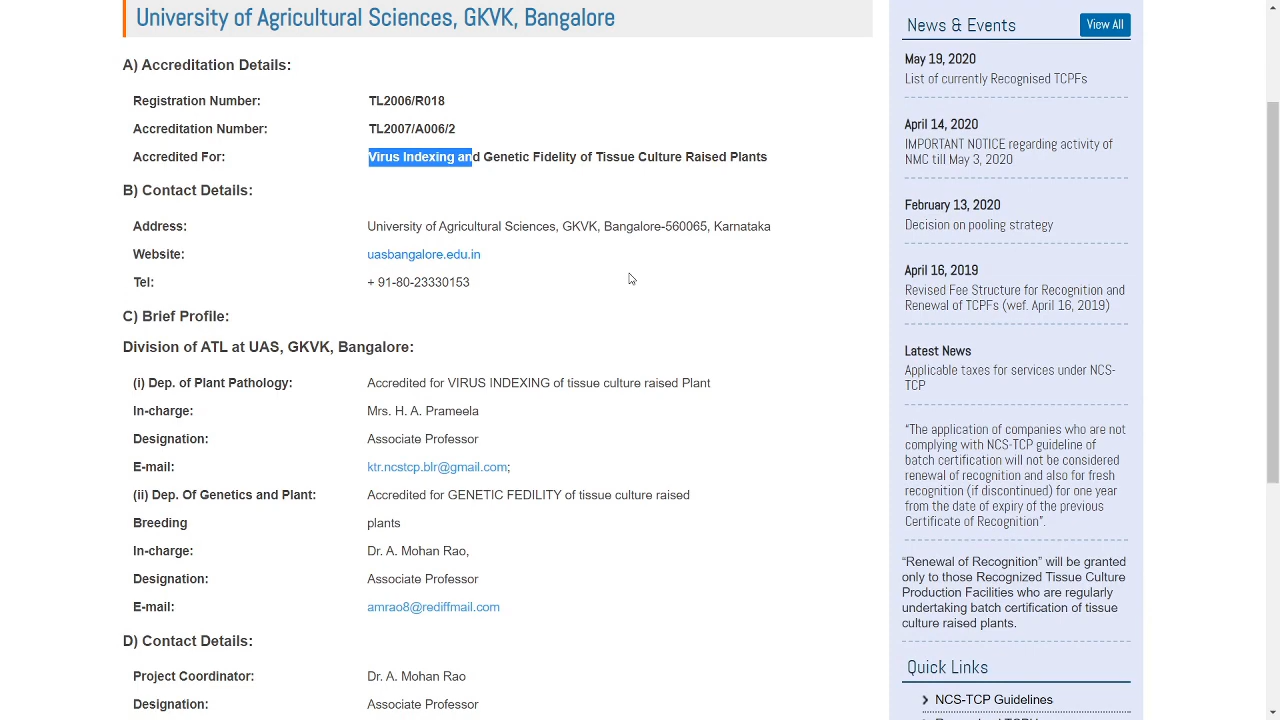 University of Agricultural Sciences, GKVK, Bangalore
A) Accreditation Details:
Registration Number: TL2006/R018
Accreditation Number: TL2007/A006/2
Accredited For: Virus Indexing and Genetic Fidelity of Tissue Culture Raised Plants
B) Contact Details:
Address: University of Agricultural Sciences, GKVK, Bangalore-560065, Karnataka
Website: uasbangalore.edu.in
Tel: + 91-80-23330153
C) Brief Profile:
Division of ATL at UAS, GKVK, Bangalore:
(i) Dep. of Plant Pathology: Accredited for VIRUS INDEXING of tissue culture raised Plant
In-charge: Mrs. H. A. Prameela
Designation: Associate Professor
E-mail: ktr.ncstcp.blr@gmail.com;
(ii) Dep. Of Genetics and Plant: Accredited for GENETIC FEDILITY of tissue culture raised
Breeding plants
In-charge: Dr. A. Mohan Rao,
Designation: Associate Professor
E-mail: amrao8@rediffmail.com
D) Contact Details:
Project Coordinator: Dr. A. Mohan Rao
Designation: Associate Professor
News & Events View All
May 19, 2020
List of currently Recognised TCPFs
April 14, 2020
IMPORTANT NOTICE regarding activity of
NMC till May 3, 2020
February 13, 2020
Decision on pooling strategy
April 16, 2019
Revised Fee Structure for Recognition and
Renewal of TCPFs (wef. April 16, 2019)
Latest News
Applicable taxes for services under NCS-
TCP
“The application of companies who are not
complying with NCS-TCP guideline of
batch certification will not be considered
renewal of recognition and also for fresh
recognition (if discontinued) for one year
from the date of expiry of the previous
Certificate of Recognition”.
“Renewal of Recognition” will be granted
only to those Recognized Tissue Culture
Production Facilities who are regularly
undertaking batch certification of tissue
culture raised plants.
Quick Links
NCS-TCP Guidelines